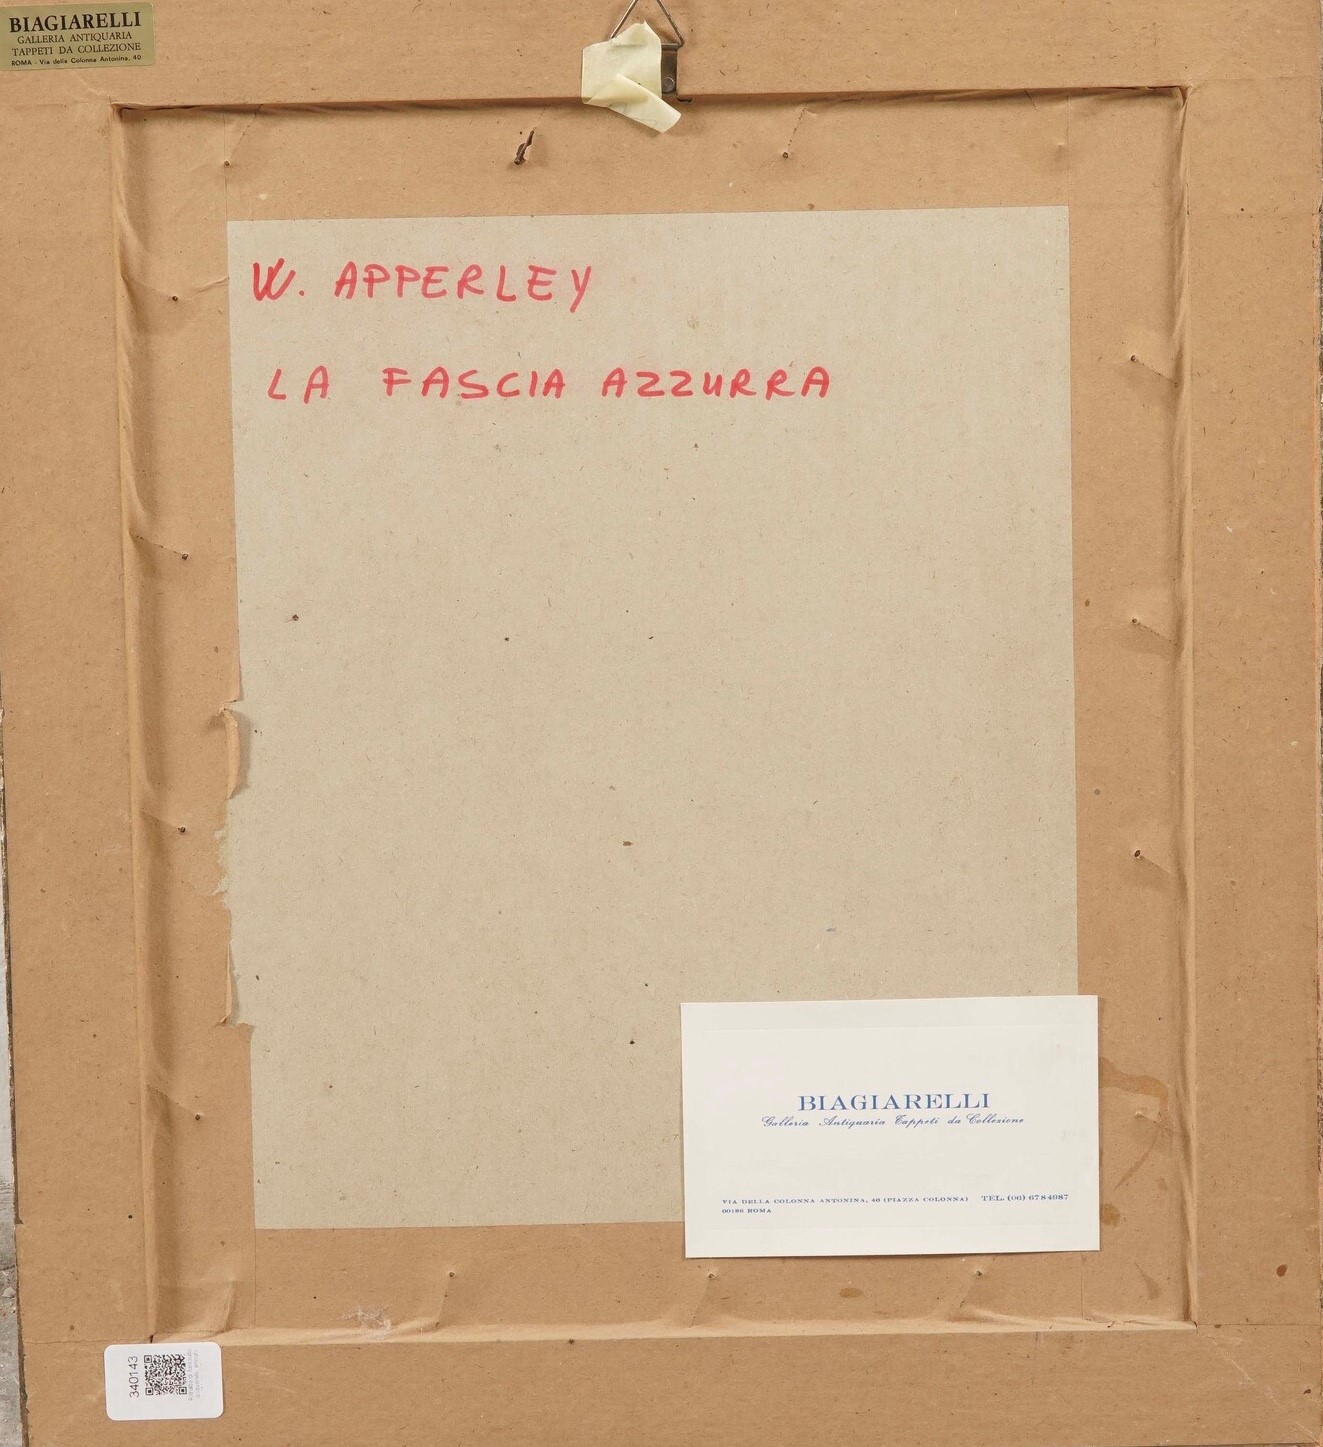 BIAGIARELLI
GALLERIA ANTIQUARIA
TAPPETI DA COLLEZIONE
ROMA - Via della Colonna Antonina, 40
W. APPERLEY
LA FASCIA AZZURRA
BIAGIARELLI
Galleria Antiquaria Tappeti da Collezione
VIA DELLA COLONNA ANTONINA, 40 (PIAZZA COLONNA) TEL. (06) 6784987
00186 ROMA
340143